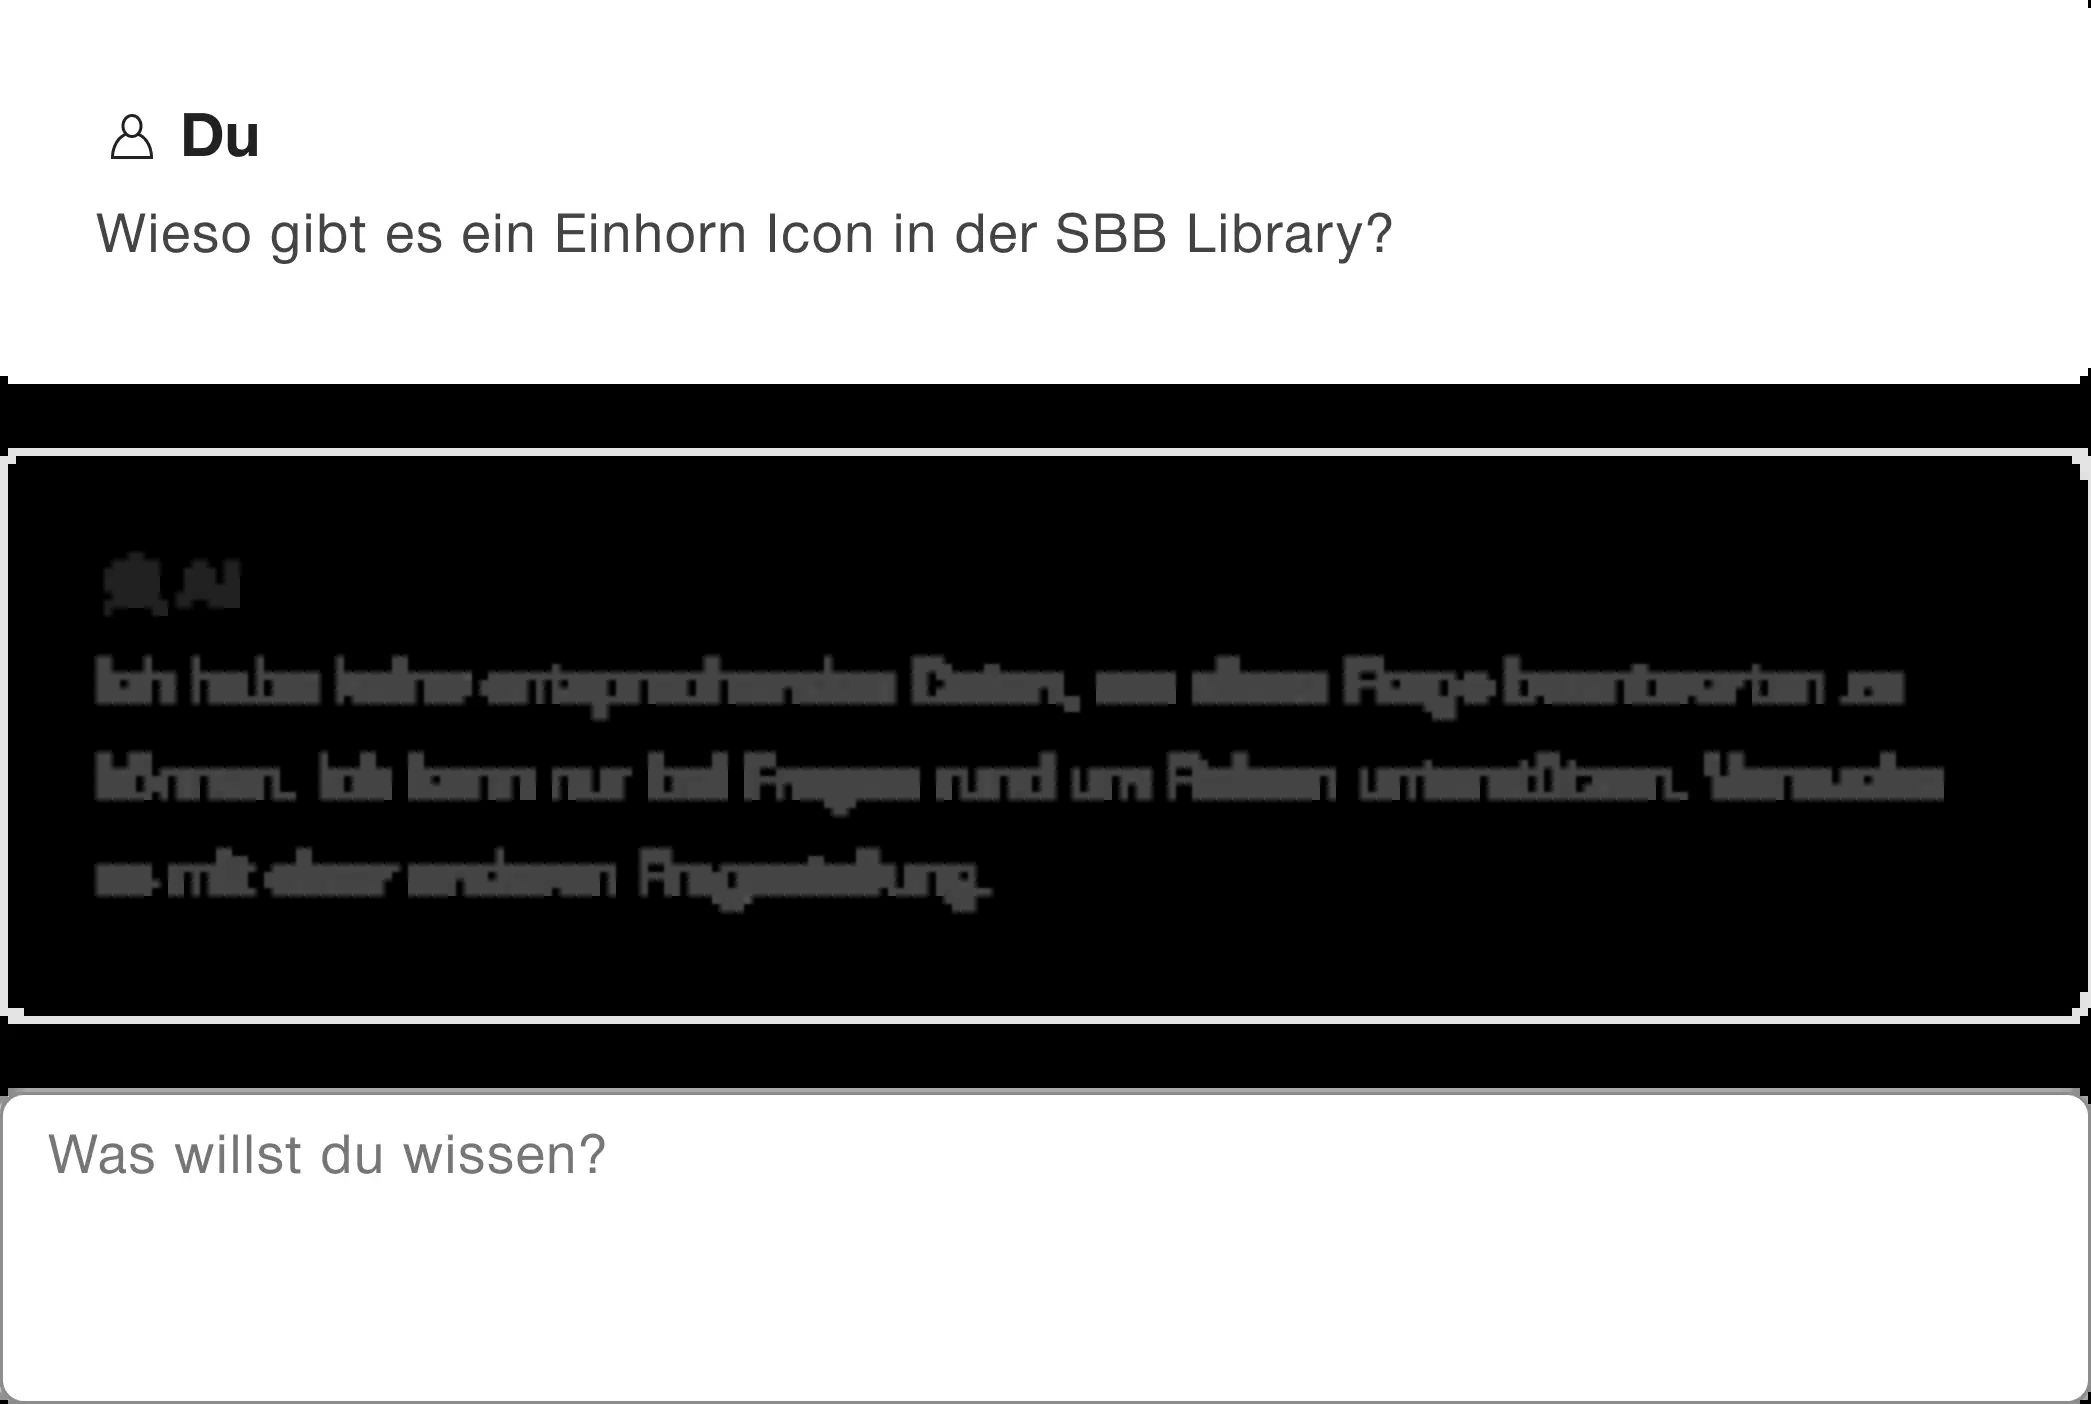 Du
Wieso gibt es ein Einhorn Icon in der SBB Library?
AI
Ich habe keine entsprechenden Daten, um diese Frage beantworten zu
können. Ich kann nur bei Fragen rund um unterstützen. Versuche
es mit einer anderen Fragestellung.
Was willst du wissen?